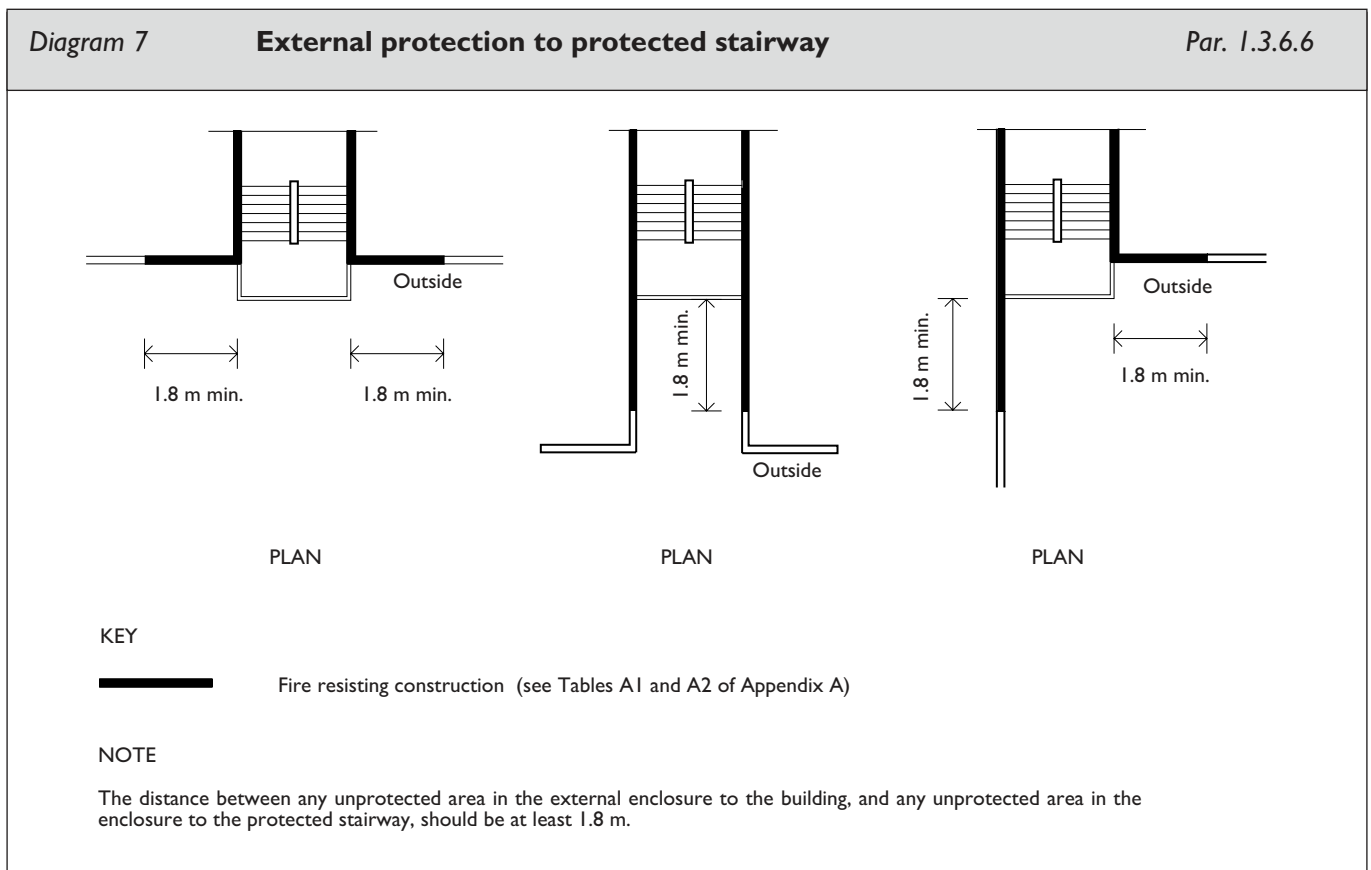 Diagram 7 External protection to protected stairway Par. 1.3.6.6
Outside
1.8 m min.
1.8 m min.
PLAN
1.8 m min.
Outside
PLAN
Outside
1.8 m min.
1.8 m min.
PLAN
KEY
Fire resisting construction (see Tables A1 and A2 of Appendix A)
NOTE
The distance between any unprotected area in the external enclosure to the building, and any unprotected area in the
enclosure to the protected stairway, should be at least 1.8 m.